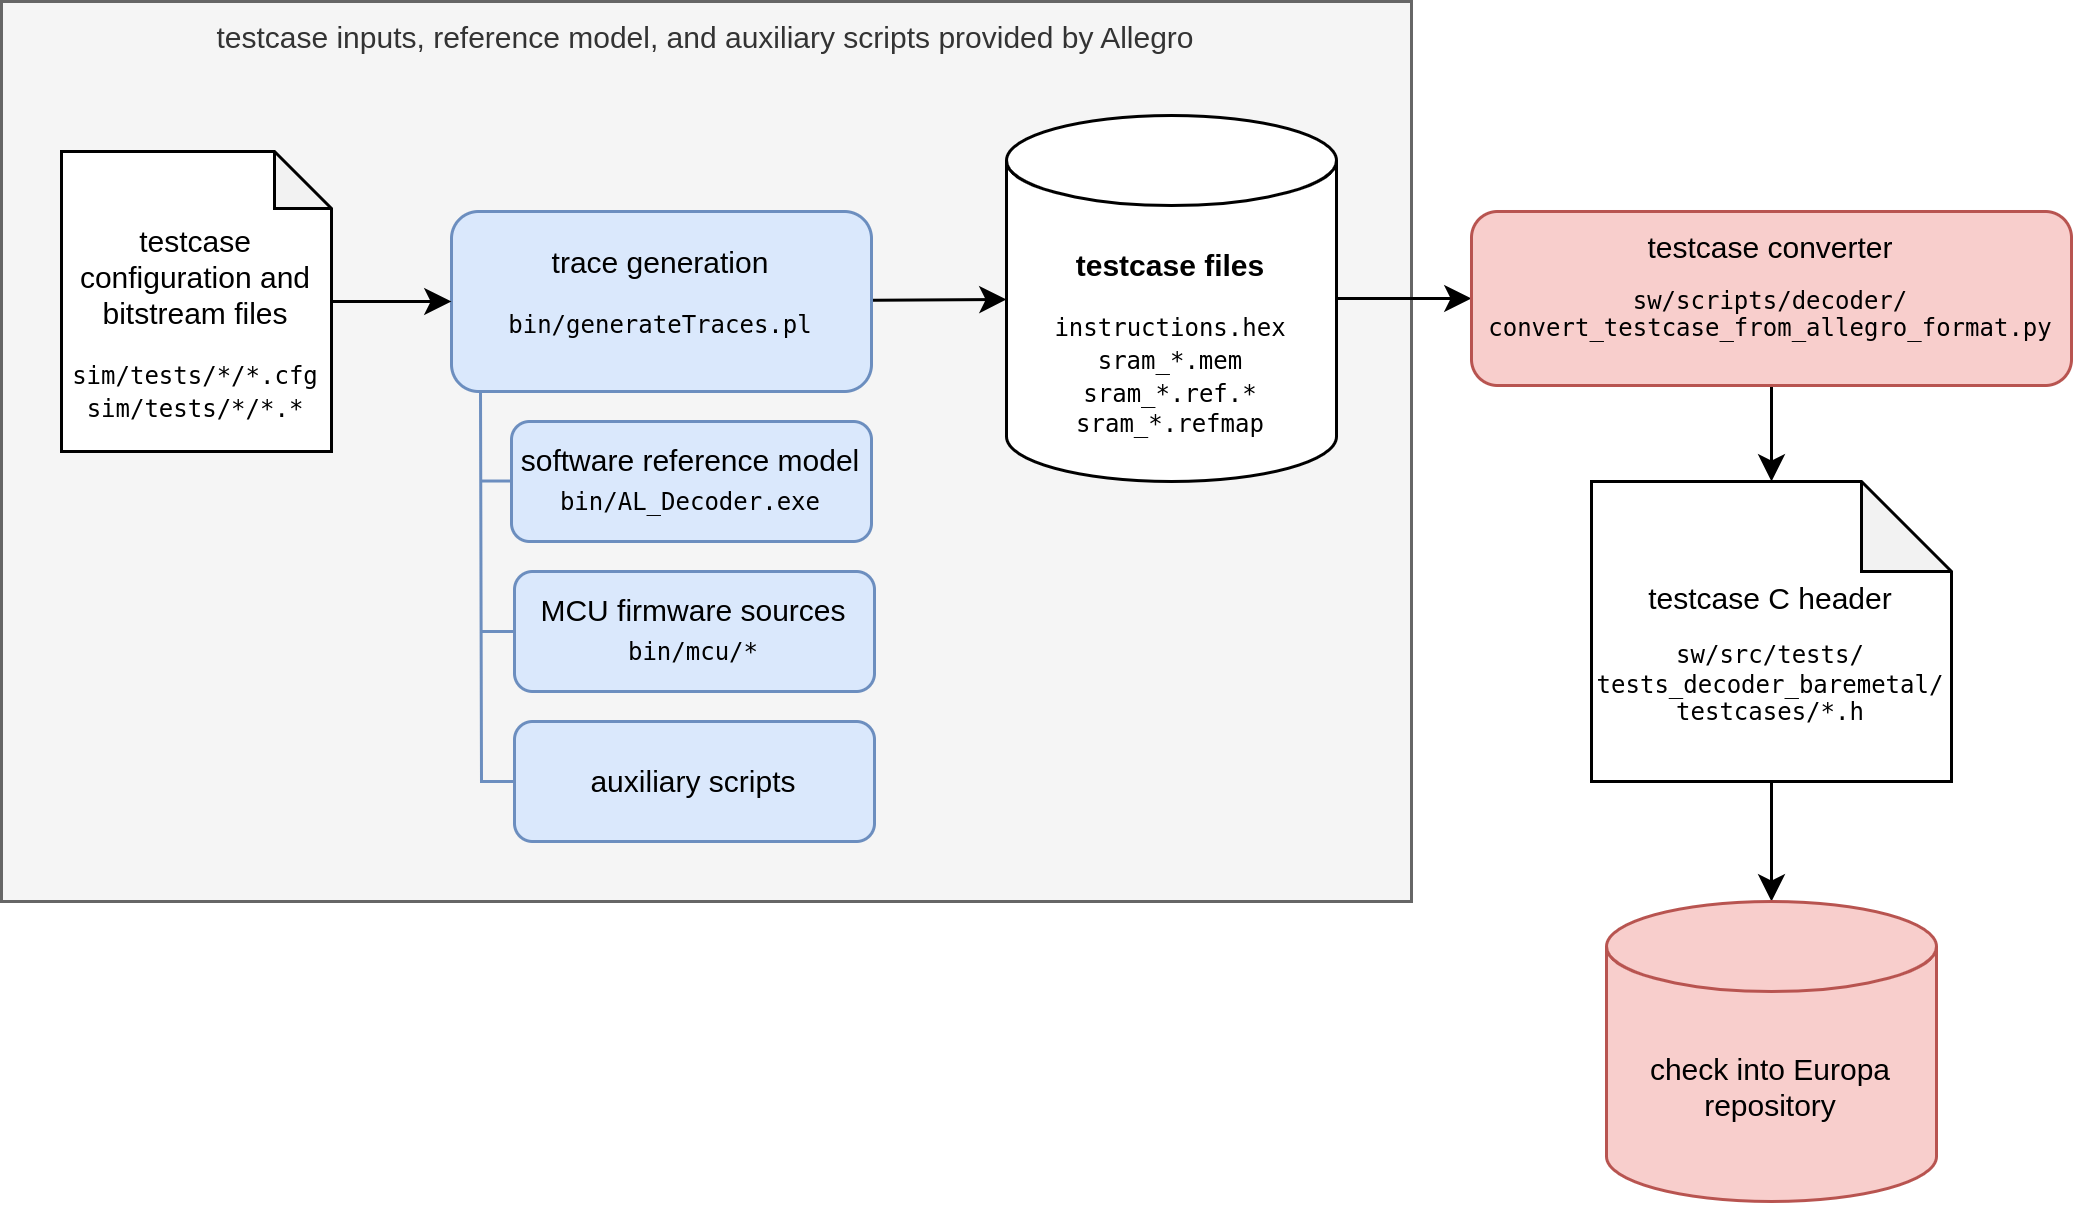 testcase inputs, reference model, and auxiliary scripts provided by Allegro
testcase
configuration and
bitstream files
sim/tests/*/*.cfg
sim/tests/*/*.*
trace generation
bin/generateTraces.pl
software reference model
bin/AL_Decoder.exe
MCU firmware sources
bin/mcu/*
auxiliary scripts
testcase files
instructions.hex
sram_*.mem
sram_*.ref.*
sram_*.refmap
testcase converter
sw/scripts/decoder/
convert_testcase_from_allegro_format.py
testcase C header
sw/src/tests/
tests_decoder_baremetal/
testcases/*.h
check into Europa
repository